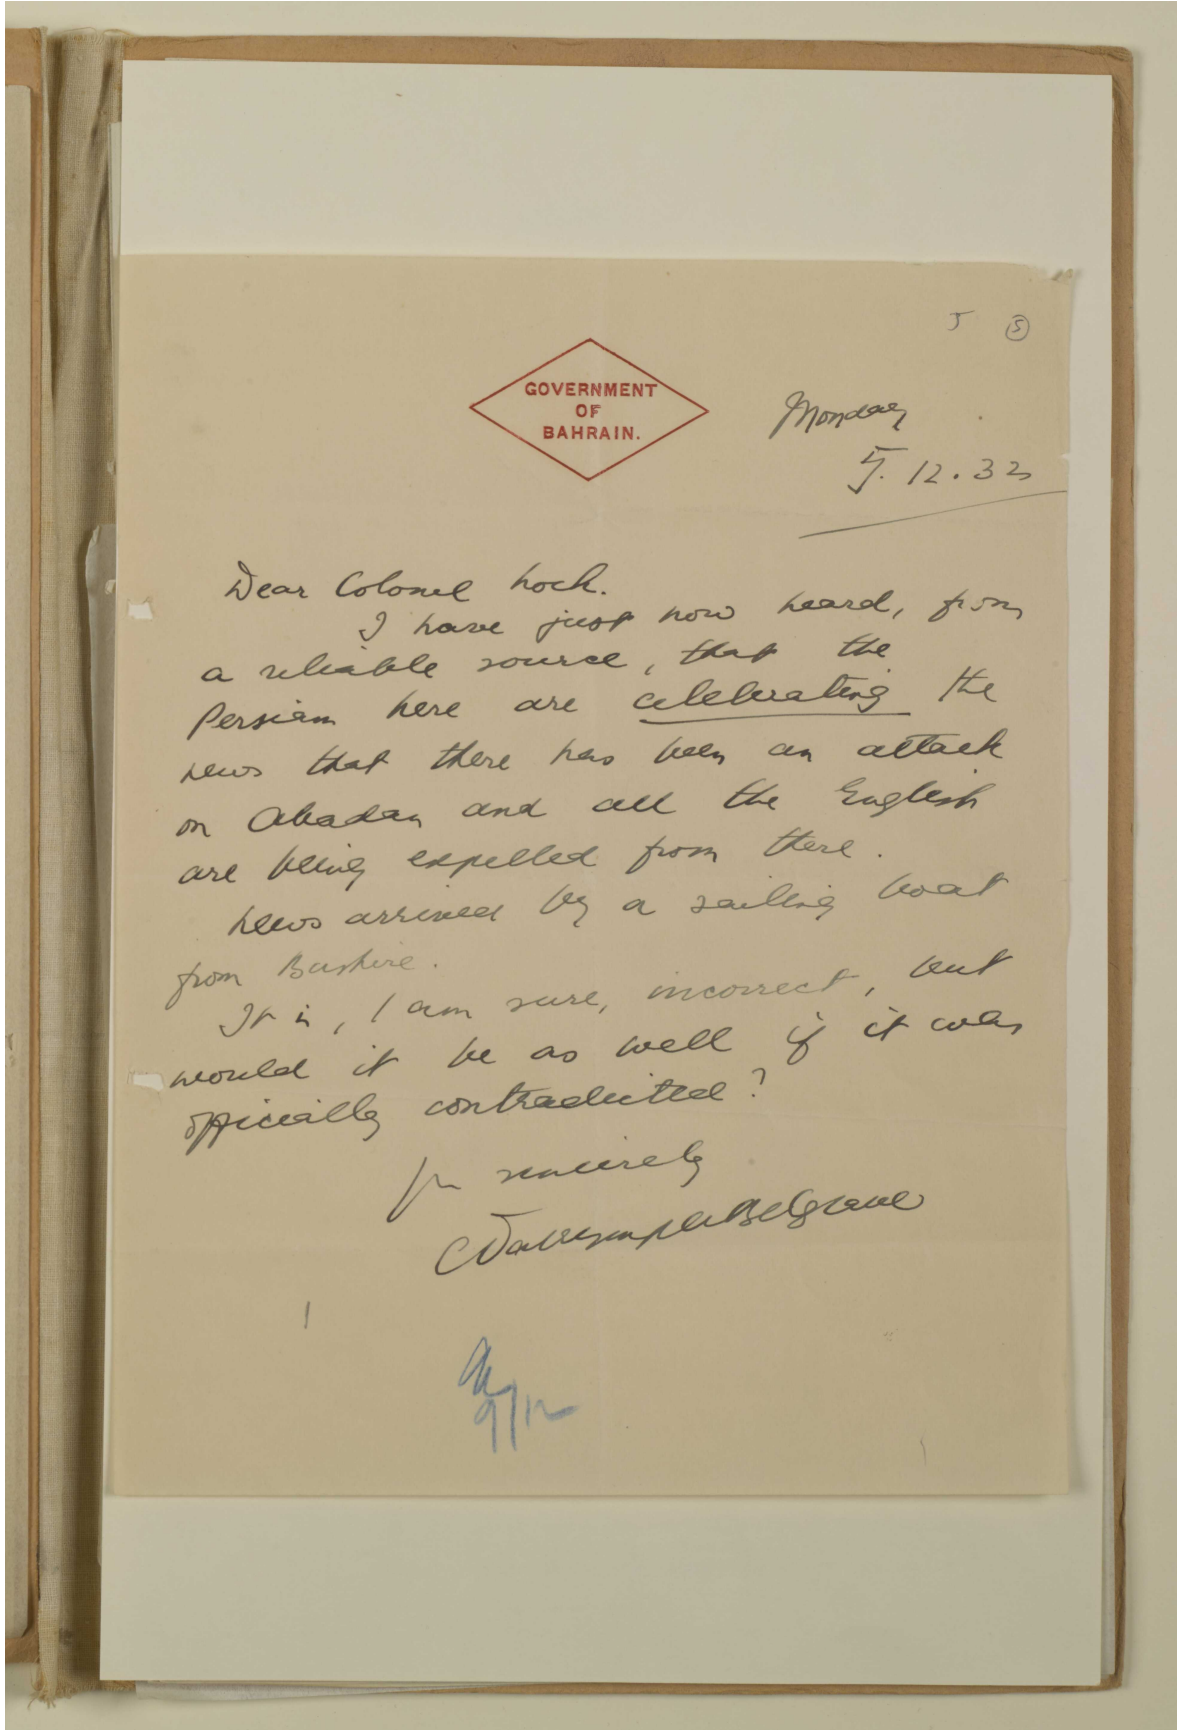 5 5
GOVERNMENT
OF
BAHRAIN.
Monday
5.12.32
Dear Colonel Loch.
I have just now heard, from
a reliable source, that the
Persians here are celebrating the
news that there has been an attack
on Abadan and all the English
are being expelled from there.
News arrived by a sailing boat
from Bushire.
It is, I am sure, incorrect, but
would it be as well if it was
officially contradicted?
Yrs sincerely
CDalrympleBelgrave
9/12